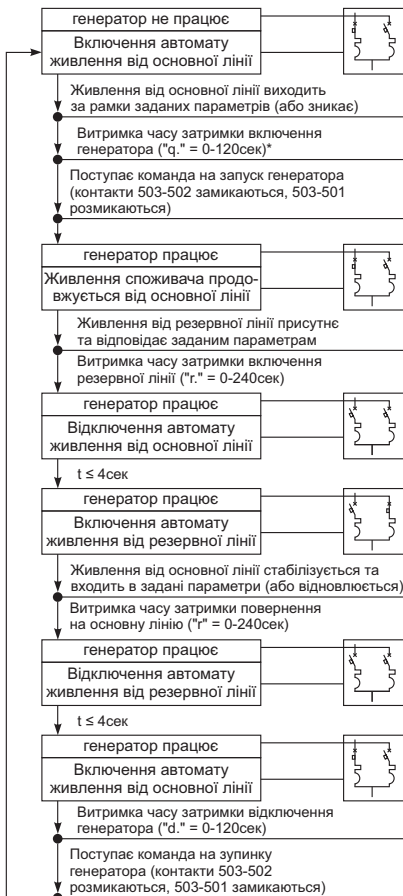 генератор не працює
Включення автомату
живлення від основної лінії
Живлення від основної лінії виходить
за рамки заданих параметрів (або зникає)
Витримка часу затримки включення
генератора ("q." = 0-120сек)*
Поступає команда на запуск генератора
(контакти 503-502 замикаються, 503-501
розмикаються)
генератор працює
Живлення споживача продо-
вжується від основної лінії
Живлення від резервної лінії присутнє
та відповідає заданим параметрам
Витримка часу затримки включення
резервної лінії ("r." = 0-240сек)
генератор працює
Відключення автомату
живлення від основної лінії
t ≤ 4сек
генератор працює
Включення автомату
живлення від резервної лінії
Живлення від основної лінії стабілізується та
входить в задані параметри (або відновлюється)
Витримка часу затримки повернення
на основну лінію ("r" = 0-240сек)
генератор працює
Відключення автомату
живлення від резервної лінії
t ≤ 4сек
генератор працює
Включення автомату
живлення від основної лінії
Витримка часу затримки відключення
генератора ("d." = 0-120сек)
Поступає команда на зупинку
генератора (контакти 503-502
розмикаються, 503-501 замикаються)